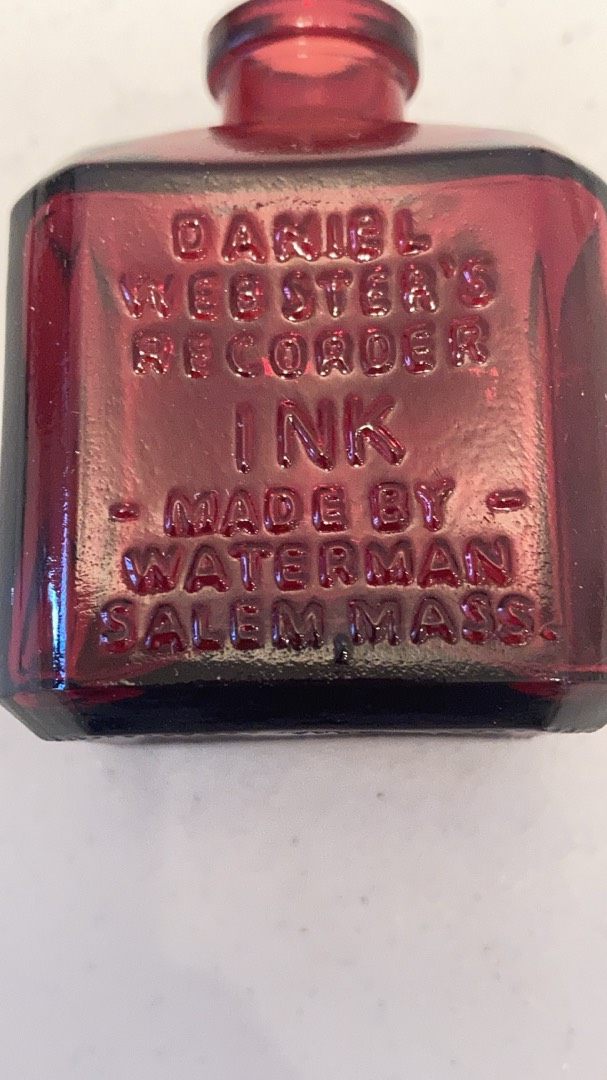 DANIEL
WEBSTER'S
RECORDER
INK
- MADE BY -
WATERMAN
SALEM, MASS.